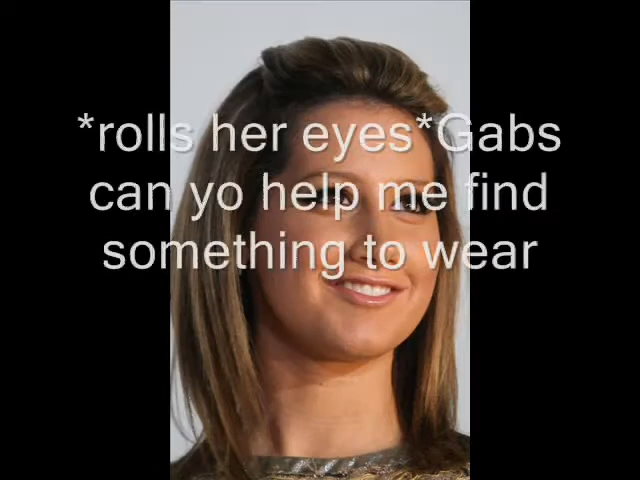 *rolls her eyes*Gabs
can yo help me find
something to wear